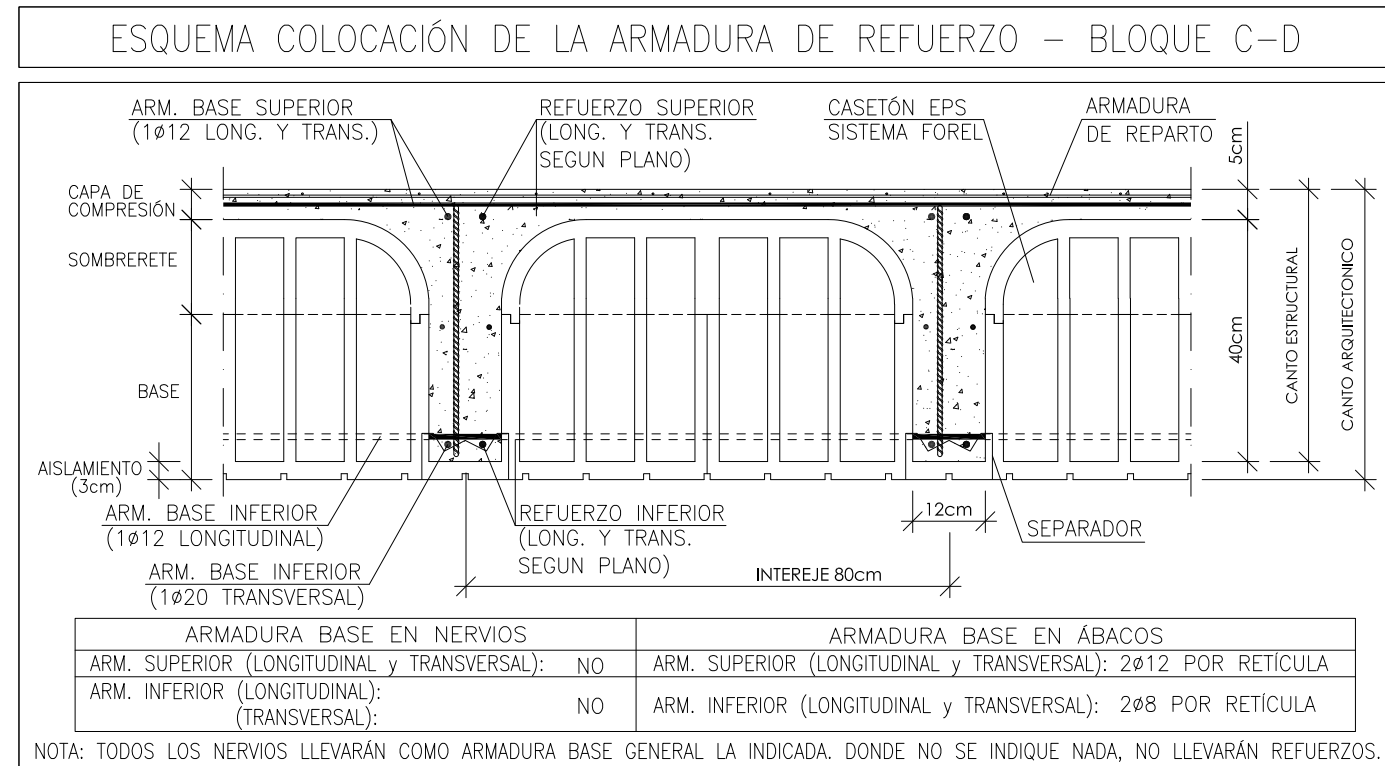 ESQUEMA COLOCACIÓN DE LA ARMADURA DE REFUERZO – BLOQUE C–D
ARM. BASE SUPERIOR
(1ø12 LONG. Y TRANS.)
REFUERZO SUPERIOR
(LONG. Y TRANS.
SEGUN PLANO)
CASETÓN EPS
SISTEMA FOREL
ARMADURA
DE REPARTO
5cm
CAPA DE
COMPRESIÓN
SOMBRERETE
BASE
AISLAMIENTO
(3cm)
40cm
CANTO ESTRUCTURAL
CANTO ARQUITECTONICO
ARM. BASE INFERIOR
(1ø12 LONGITUDINAL)
ARM. BASE INFERIOR
(1ø20 TRANSVERSAL)
REFUERZO INFERIOR
(LONG. Y TRANS.
SEGUN PLANO)
12cm
SEPARADOR
INTEREJE 80cm
ARMADURA BASE EN NERVIOS
ARM. SUPERIOR (LONGITUDINAL y TRANSVERSAL): NO
ARM. INFERIOR (LONGITUDINAL):
(TRANSVERSAL): NO
ARMADURA BASE EN ÁBACOS
ARM. SUPERIOR (LONGITUDINAL y TRANSVERSAL): 2ø12 POR RETÍCULA
ARM. INFERIOR (LONGITUDINAL y TRANSVERSAL): 2ø8 POR RETÍCULA
NOTA: TODOS LOS NERVIOS LLEVARÁN COMO ARMADURA BASE GENERAL LA INDICADA. DONDE NO SE INDIQUE NADA, NO LLEVARÁN REFUERZOS.